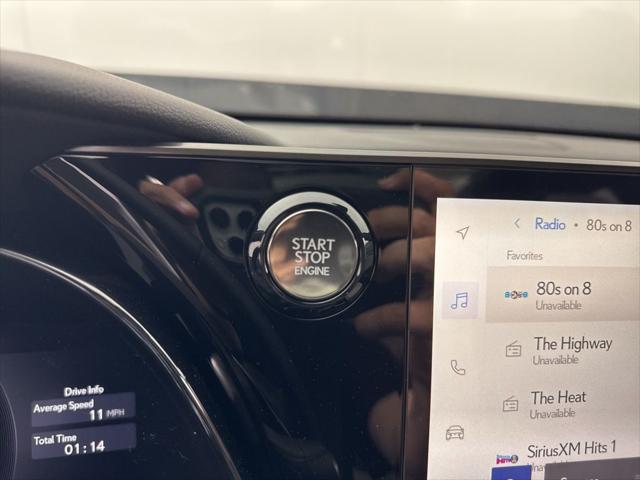 START
STOP
ENGINE
Drive Info
Average Speed
11 MPH
Total Time
01:14
Radio • 80s on 8
Favorites
80s on 8
Unavailable
The Highway
Unavailable
The Heat
Unavailable
SiriusXM Hits 1
Unavailable